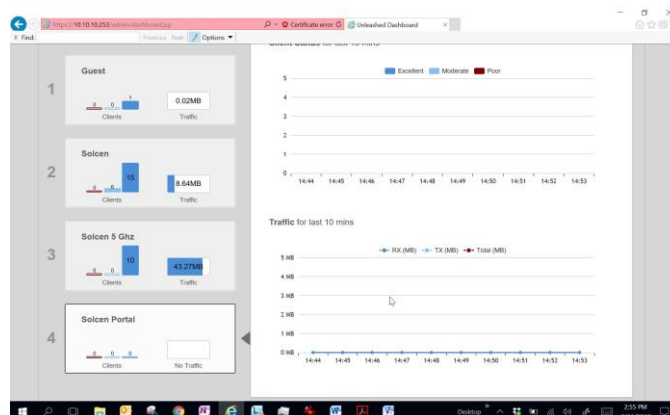 https://10.10.10.253/admin/dashboard.jsp
Certificate error
Unleashed Dashboard
× Find:
Previous Next Options ▼
Client Status for last 10 mins
1
Guest
0 0 1
Clients
0.02MB
Traffic
2
Solcen
15
Clients
8.64MB
Traffic
3
Solcen 5 Ghz
0 0 10
Clients
43.27MB
Traffic
4
Solcen Portal
0 0 0
Clients
No Traffic
Excellent Moderate Poor
5
4
3
2
1
0
14:44 14:45 14:46 14:47 14:48 14:49 14:50 14:51 14:52 14:53
Traffic for last 10 mins
RX (MB) TX (MB) Total (MB)
5 MB
4 MB
3 MB
2 MB
1 MB
0 MB
14:44 14:45 14:46 14:47 14:48 14:49 14:50 14:51 14:52 14:53
Desktop
2:55 PM